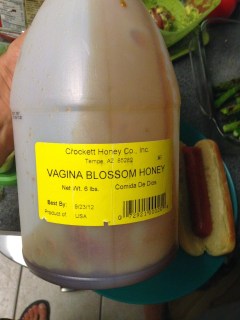 Crockett Honey Co., Inc.
Tempe, AZ 85282
VAGINA BLOSSOM HONEY
Net .Wt. 6 lbs. Comida De Dios
Best By: 8/23/12
Product of USA